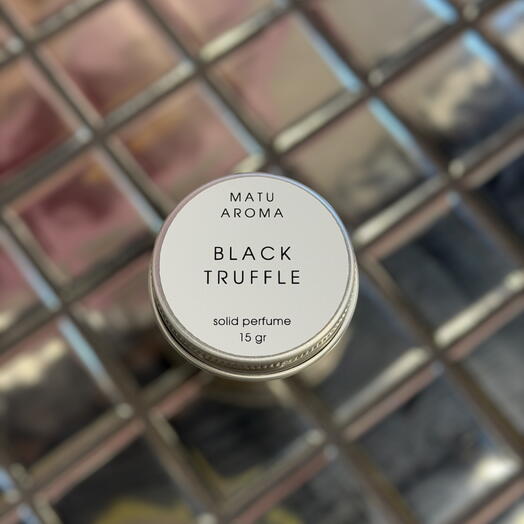 MATU
AROMA
BLACK
TRUFFLE
solid perfume
15 gr